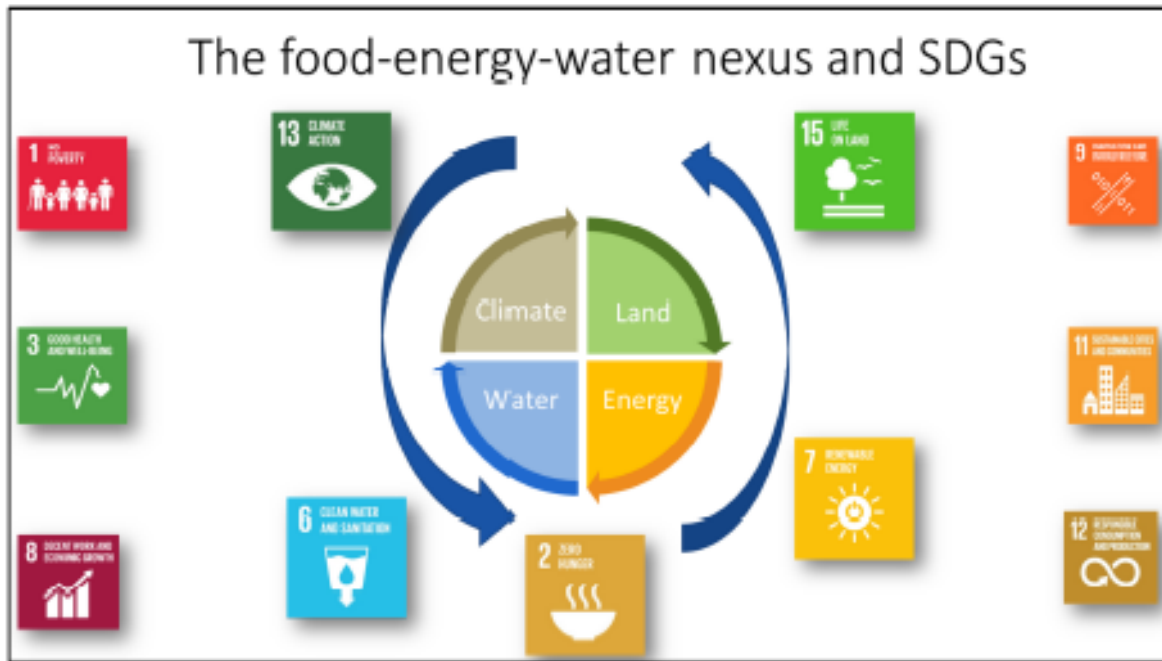 The food-energy-water nexus and SDGs
13 CLIMATE
ACTION
15 LIFE
ON LAND
1 NO
POVERTY
9
INFRASTRUCTURE
Climate
Land
3 GOOD HEALTH
AND WELL-BEING
11 SUSTAINABLE CITIES
AND COMMUNITIES
Water
Energy
7 RENEWABLE
ENERGY
6 CLEAN WATER
AND SANITATION
8 DECENT WORK AND
ECONOMIC GROWTH
2 ZERO
HUNGER
12 RESPONSIBLE
CONSUMPTION
AND PRODUCTION